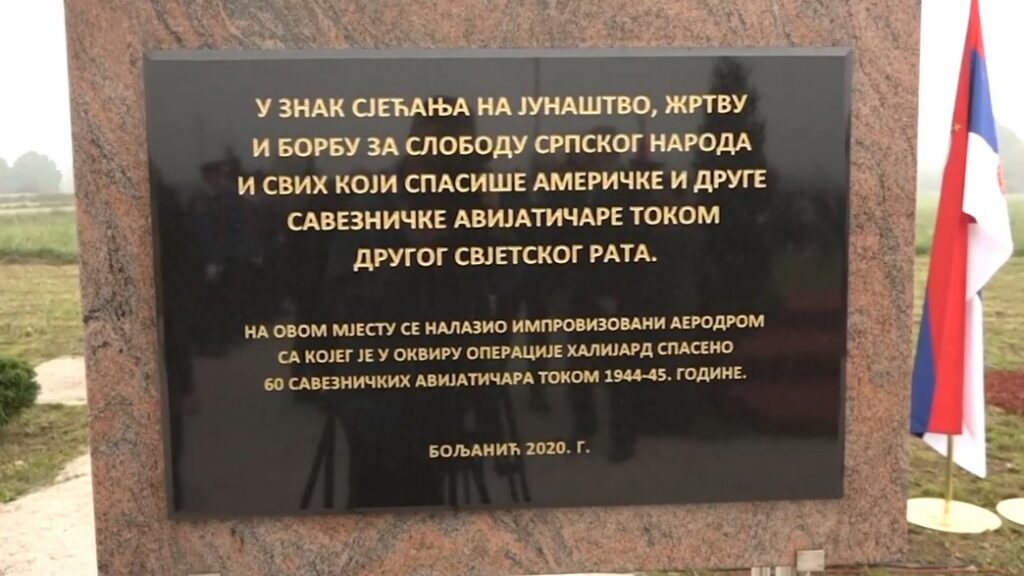 У ЗНАК СЈЕЋАЊА НА ЈУНАШТВО, ЖРТВУ
И БОРБУ ЗА СЛОБОДУ СРПСКОГ НАРОДА
И СВИХ КОЈИ СПАСИШЕ АМЕРИЧКЕ И ДРУГЕ
САВЕЗНИЧКЕ АВИЈАТИЧАРЕ ТОКОМ
ДРУГОГ СВЈЕТСКОГ РАТА.
НА ОВОМ МЈЕСТУ СЕ НАЛАЗИО ИМПРОВИЗОВАНИ АЕРОДРОМ
СА КОЈЕГ ЈЕ У ОКВИРУ ОПЕРАЦИЈЕ ХАЛИЈАРД СПАСЕНО
60 САВЕЗНИЧКИХ АВИЈАТИЧАРА ТОКОМ 1944-45. ГОДИНЕ.
БОЉАНИЋ 2020. Г.